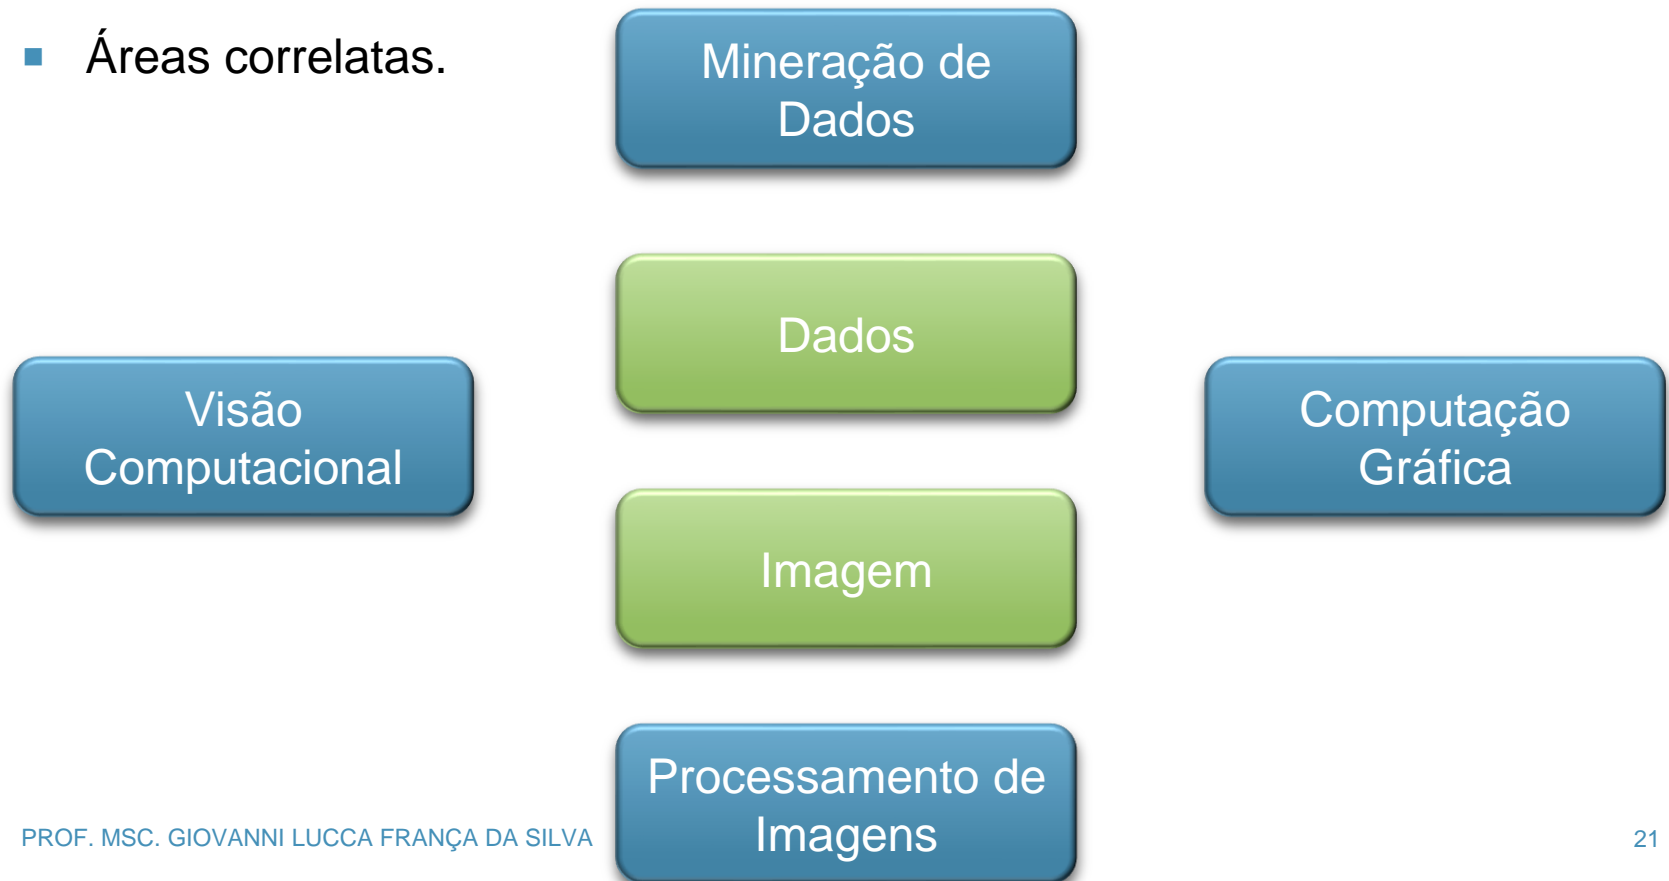 Áreas correlatas.
Mineração de
Dados
Dados
Visão
Computacional
Computação
Gráfica
Imagem
Processamento de
Imagens
PROF. MSC. GIOVANNI LUCCA FRANÇA DA SILVA
21